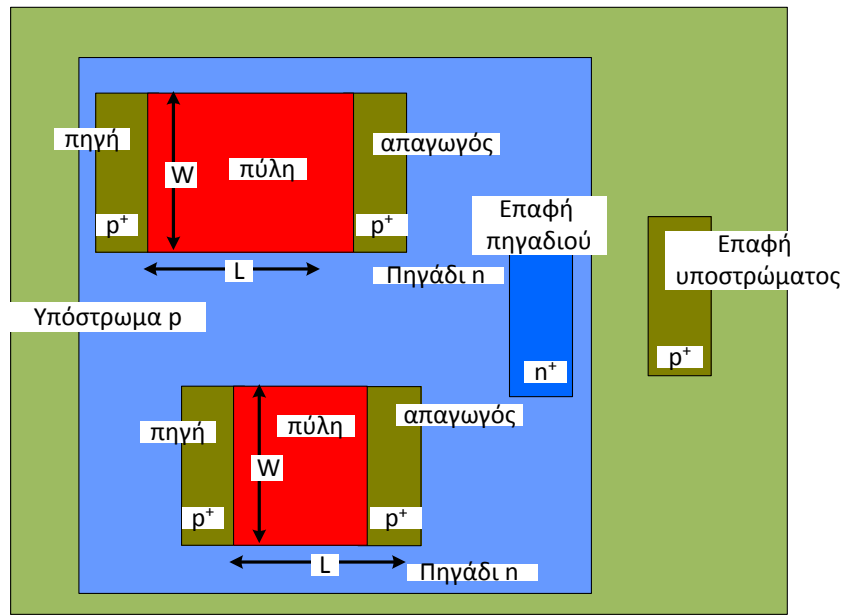 πηγή
W
πύλη
απαγωγός
p+
p+
L
Πηγάδι n
Επαφή
πηγαδιού
n+
Επαφή
υποστρώματος
p+
Υπόστρωμα p
πηγή
W
πύλη
απαγωγός
p+
p+
L
Πηγάδι n